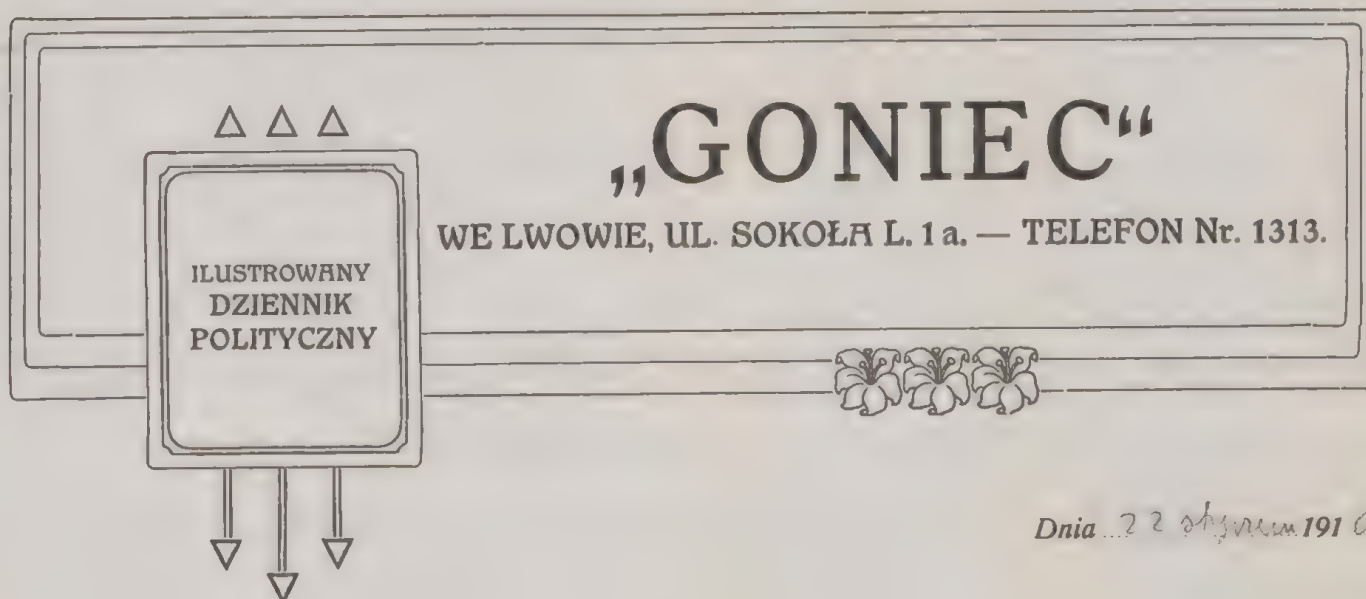 „GONIEC“
WE LWOWIE, UL. SOKOŁA L. 1 a. — TELEFON Nr. 1313.
ILUSTROWANY
DZIENNIK
POLITYCZNY
Dnia 22 stycznia 191